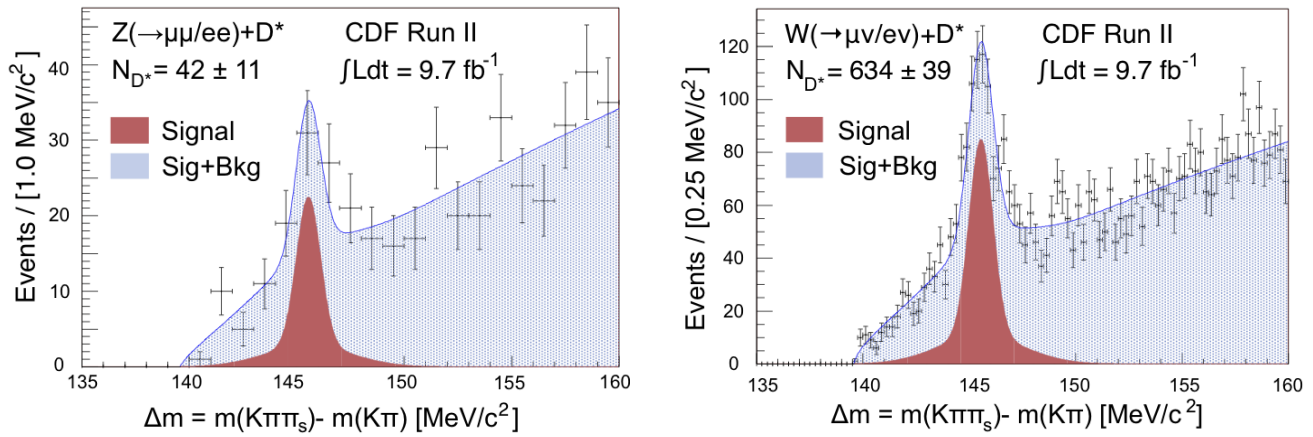 Z(→μμ/ee)+D* CDF Run II
N_D* = 42 ± 11 ∫Ldt = 9.7 fb⁻¹
Signal
Sig+Bkg
Events / [1.0 MeV/c²]
40
30
20
10
0
135 140 145 150 155 160
Δm = m(Kππₛ)- m(Kπ) [MeV/c²]
W(→μν/eν)+D* CDF Run II
N_D* = 634 ± 39 ∫Ldt = 9.7 fb⁻¹
Signal
Sig+Bkg
Events / [0.25 MeV/c²]
120
100
80
60
40
20
0
135 140 145 150 155 160
Δm = m(Kππₛ)- m(Kπ) [MeV/c²]